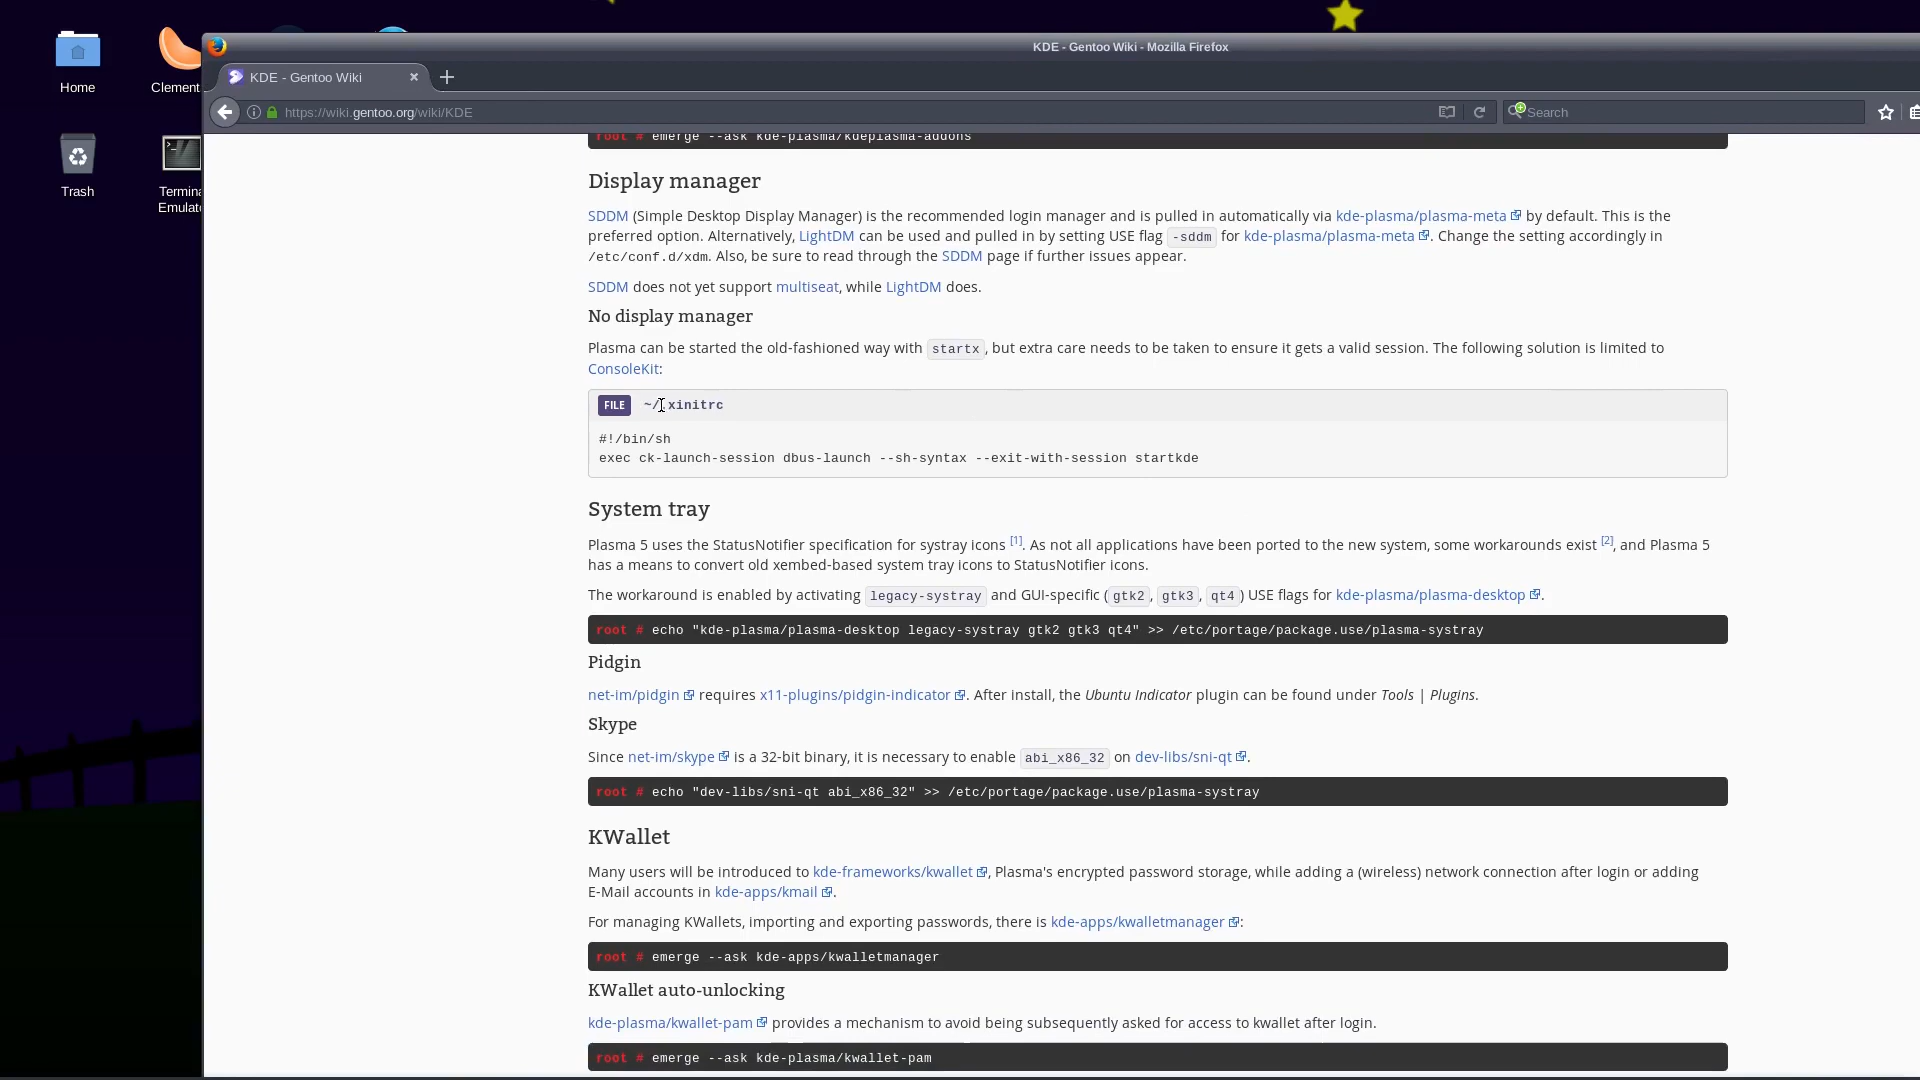 KDE - Gentoo Wiki - Mozilla Firefox
Home
Clement
Trash
Termina
Emulato
KDE - Gentoo Wiki
https://wiki.gentoo.org/wiki/KDE
Search
root # emerge --ask kde-plasma/kdeplasma-addons
Display manager
SDDM (Simple Desktop Display Manager) is the recommended login manager and is pulled in automatically via kde-plasma/plasma-meta by default. This is the
preferred option. Alternatively, LightDM can be used and pulled in by setting USE flag -sddm for kde-plasma/plasma-meta. Change the setting accordingly in
/etc/conf.d/xdm. Also, be sure to read through the SDDM page if further issues appear.
SDDM does not yet support multiseat, while LightDM does.
No display manager
Plasma can be started the old-fashioned way with startx, but extra care needs to be taken to ensure it gets a valid session. The following solution is limited to
ConsoleKit:
FILE ~/.xinitrc
#!/bin/sh
exec ck-launch-session dbus-launch --sh-syntax --exit-with-session startkde
System tray
Plasma 5 uses the StatusNotifier specification for systray icons [1]. As not all applications have been ported to the new system, some workarounds exist [2], and Plasma 5
has a means to convert old xembed-based system tray icons to StatusNotifier icons.
The workaround is enabled by activating legacy-systray and GUI-specific (gtk2, gtk3, qt4) USE flags for kde-plasma/plasma-desktop.
root # echo "kde-plasma/plasma-desktop legacy-systray gtk2 gtk3 qt4" >> /etc/portage/package.use/plasma-systray
Pidgin
net-im/pidgin requires x11-plugins/pidgin-indicator. After install, the Ubuntu Indicator plugin can be found under Tools | Plugins.
Skype
Since net-im/skype is a 32-bit binary, it is necessary to enable abi_x86_32 on dev-libs/sni-qt.
root # echo "dev-libs/sni-qt abi_x86_32" >> /etc/portage/package.use/plasma-systray
KWallet
Many users will be introduced to kde-frameworks/kwallet, Plasma's encrypted password storage, while adding a (wireless) network connection after login or adding
E-Mail accounts in kde-apps/kmail.
For managing KWallets, importing and exporting passwords, there is kde-apps/kwalletmanager:
root # emerge --ask kde-apps/kwalletmanager
KWallet auto-unlocking
kde-plasma/kwallet-pam provides a mechanism to avoid being subsequently asked for access to kwallet after login.
root # emerge --ask kde-plasma/kwallet-pam